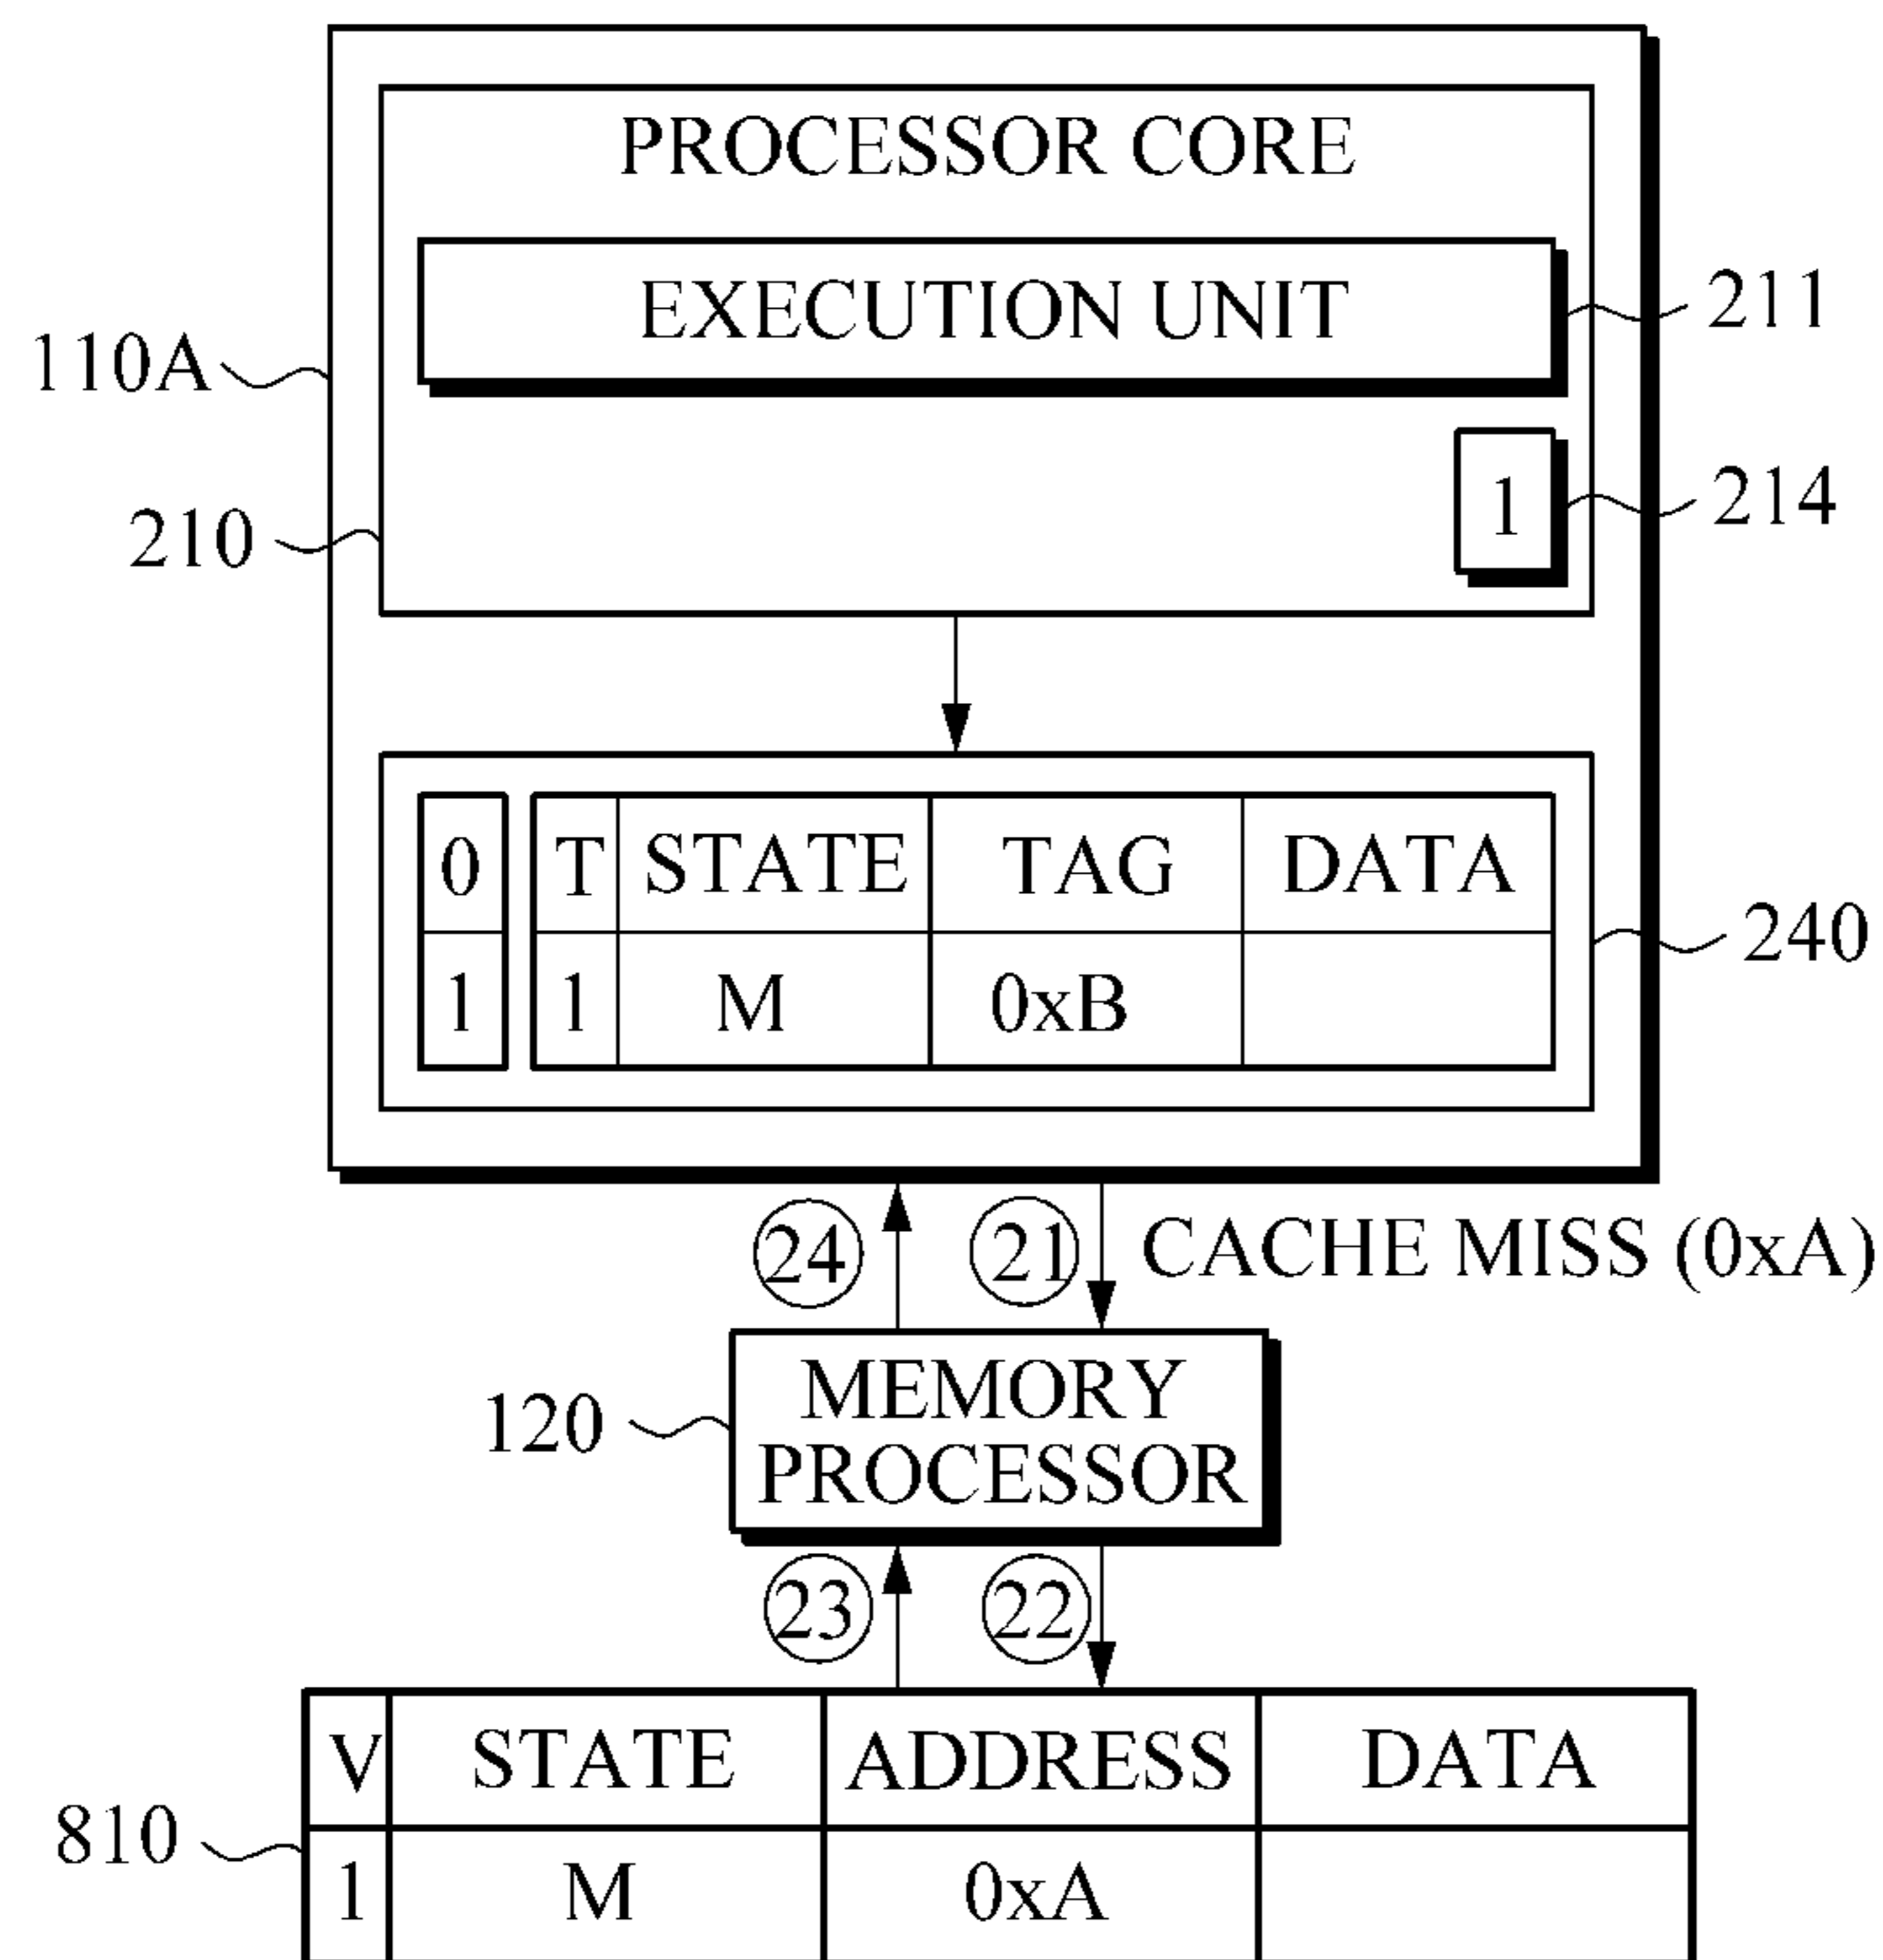 PROCESSOR CORE
EXECUTION UNIT
211
110A
1
214
210
0 T STATE TAG DATA
240
1 1 M 0xB
24 21 CACHE MISS (0xA)
120
MEMORY
PROCESSOR
23 22
V STATE ADDRESS DATA
810
1 M 0xA